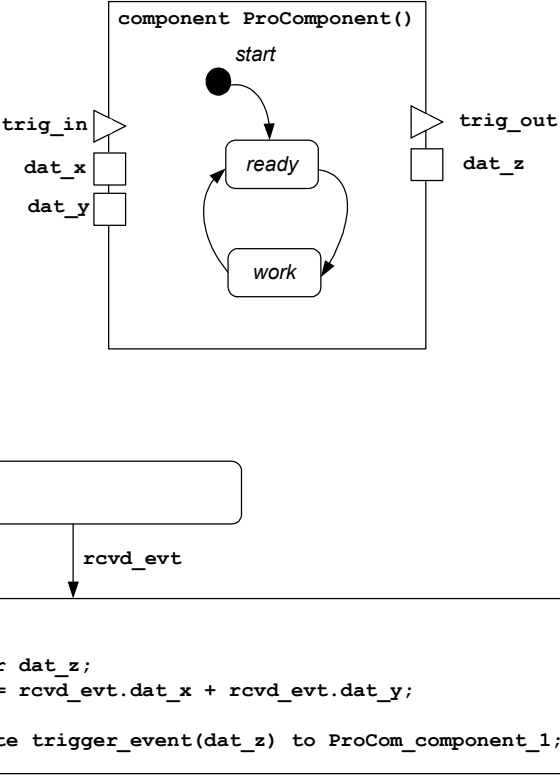 component ProComponent()
start
trig_in
trig_out
dat_x
dat_z
ready
dat_y
work
rcvd_evt
dat_z;
= rcvd_evt.dat_x + rcvd_evt.dat_y;
trigger_event(dat_z) to ProCom_component_1;